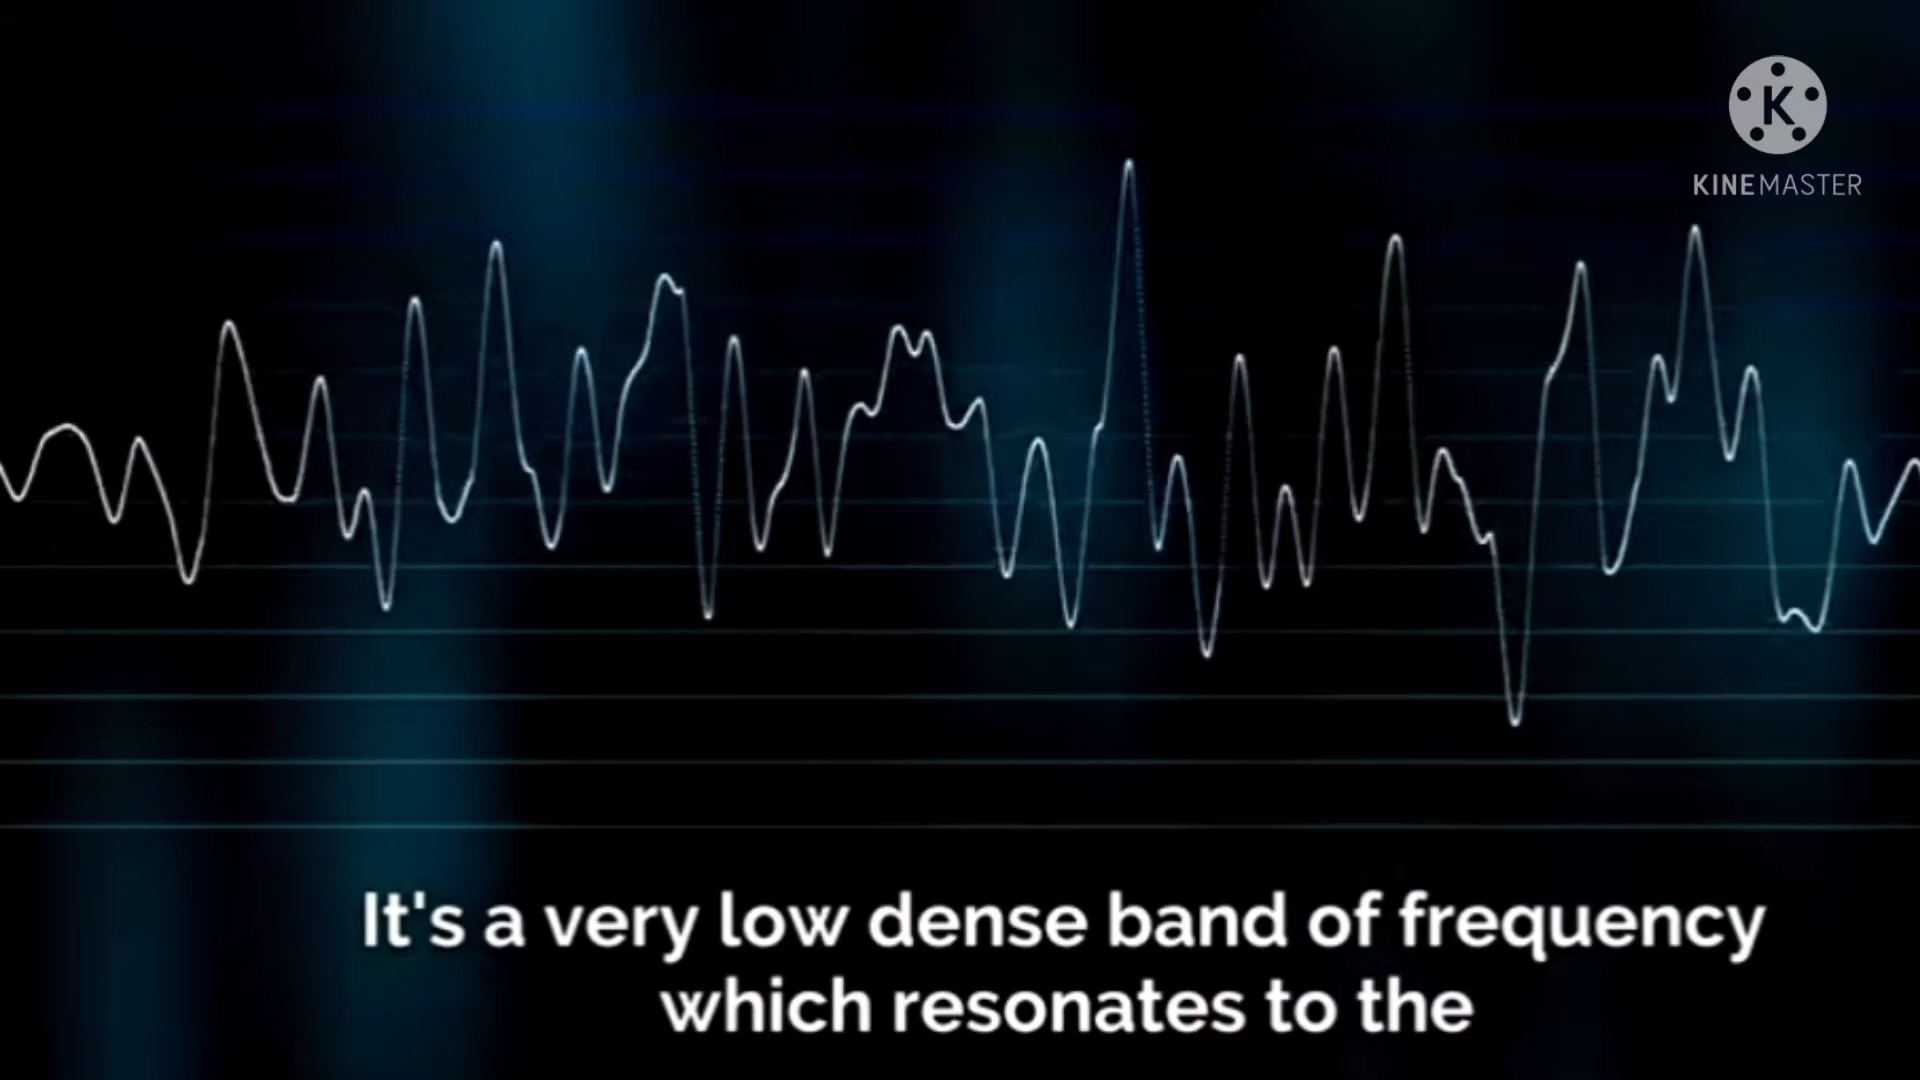 K
KINEMASTER
It's a very low dense band of frequency
which resonates to the